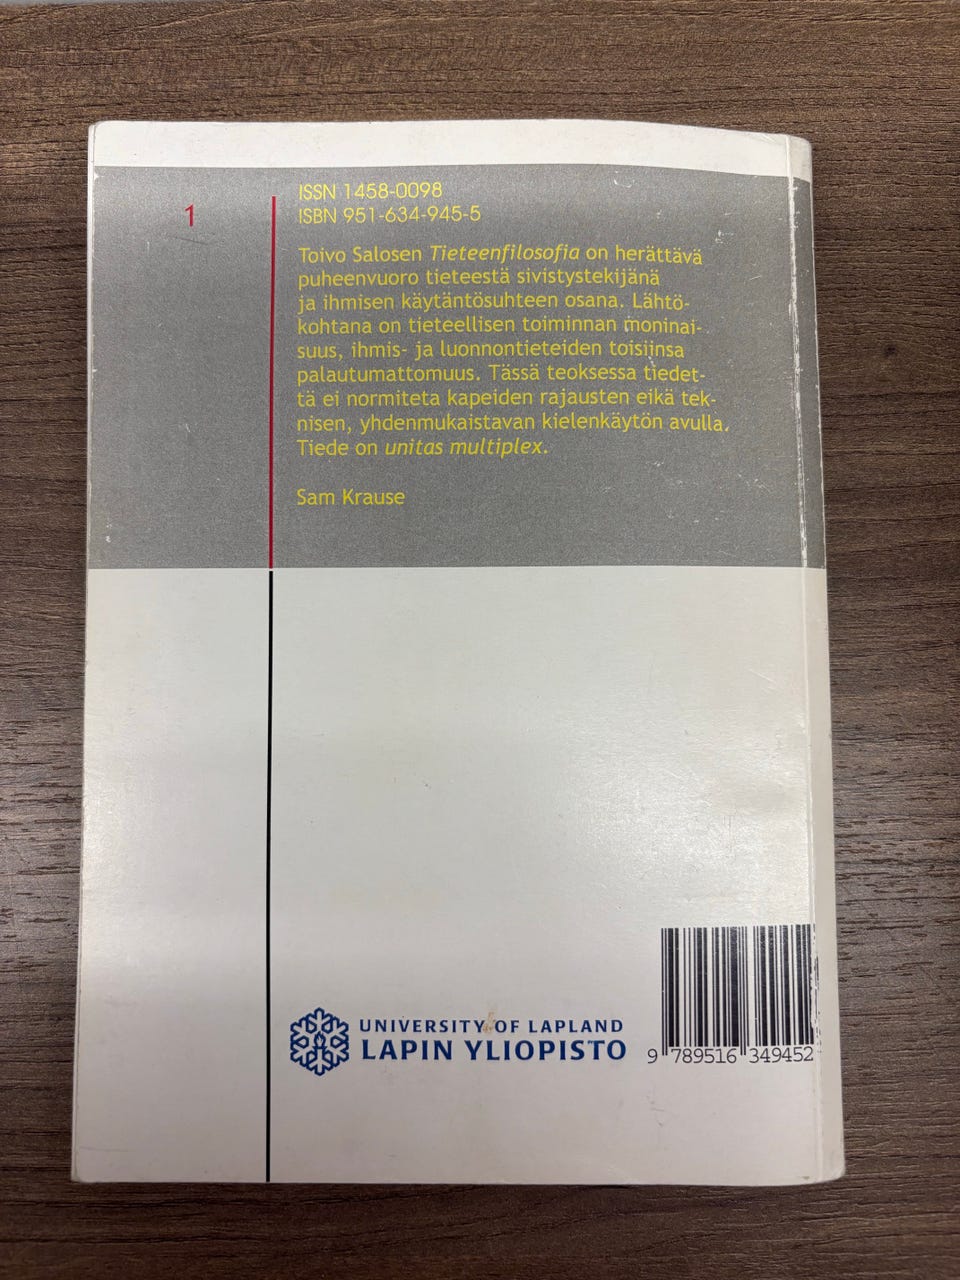 1
ISSN 1458-0098
ISBN 951-634-945-5
Toivo Salosen Tieteenfilosofia on herättävä
puheenvuoro tieteestä sivistystekijänä
ja ihmisen käytäntösuhteen osana. Lähtö-
kohtana on tieteellisen toiminnan moninai-
suus, ihmis- ja luonnontieteiden toisiinsa
palautumattomuus. Tässä teoksessa tiedet-
tä ei normiteta kapeiden rajausten eikä tek-
nisen, yhdenmukaistavan kielenkäytön avulla.
Tiede on unitas multiplex.
Sam Krause
UNIVERSITY OF LAPLAND
LAPIN YLIOPISTO
9 789516 349452